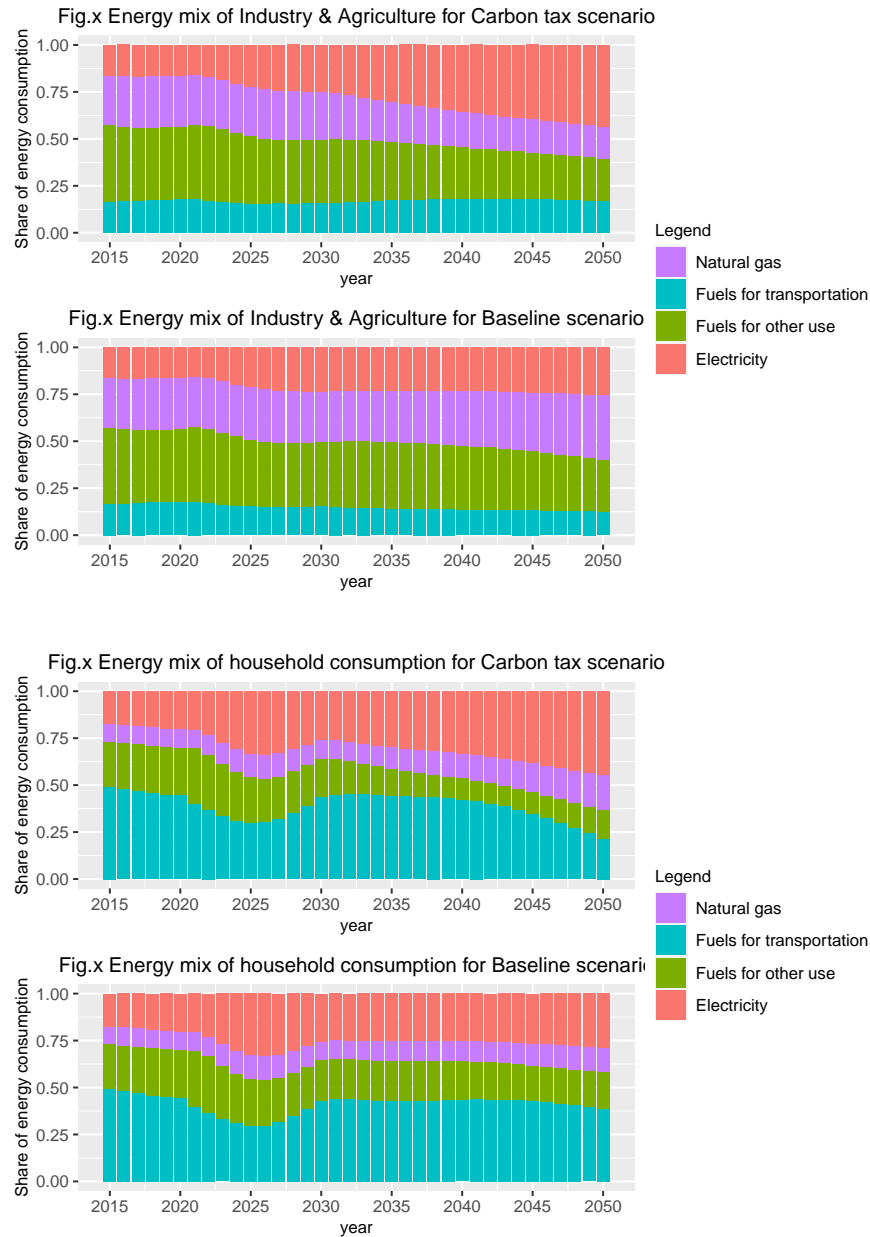 Fig.x Energy mix of Industry & Agriculture for Carbon tax scenario
Share of energy consumption
1.00
0.75
0.50
0.25
0.00
2015 2020 2025 2030 2035 2040 2045 2050
year
Fig.x Energy mix of Industry & Agriculture for Baseline scenario
Share of energy consumption
1.00
0.75
0.50
0.25
0.00
2015 2020 2025 2030 2035 2040 2045 2050
year
Legend
Natural gas
Fuels for transportation
Fuels for other use
Electricity
Fig.x Energy mix of household consumption for Carbon tax scenario
Share of energy consumption
1.00
0.75
0.50
0.25
0.00
2015 2020 2025 2030 2035 2040 2045 2050
year
Fig.x Energy mix of household consumption for Baseline scenari
Share of energy consumption
1.00
0.75
0.50
0.25
0.00
2015 2020 2025 2030 2035 2040 2045 2050
year
Legend
Natural gas
Fuels for transportation
Fuels for other use
Electricity